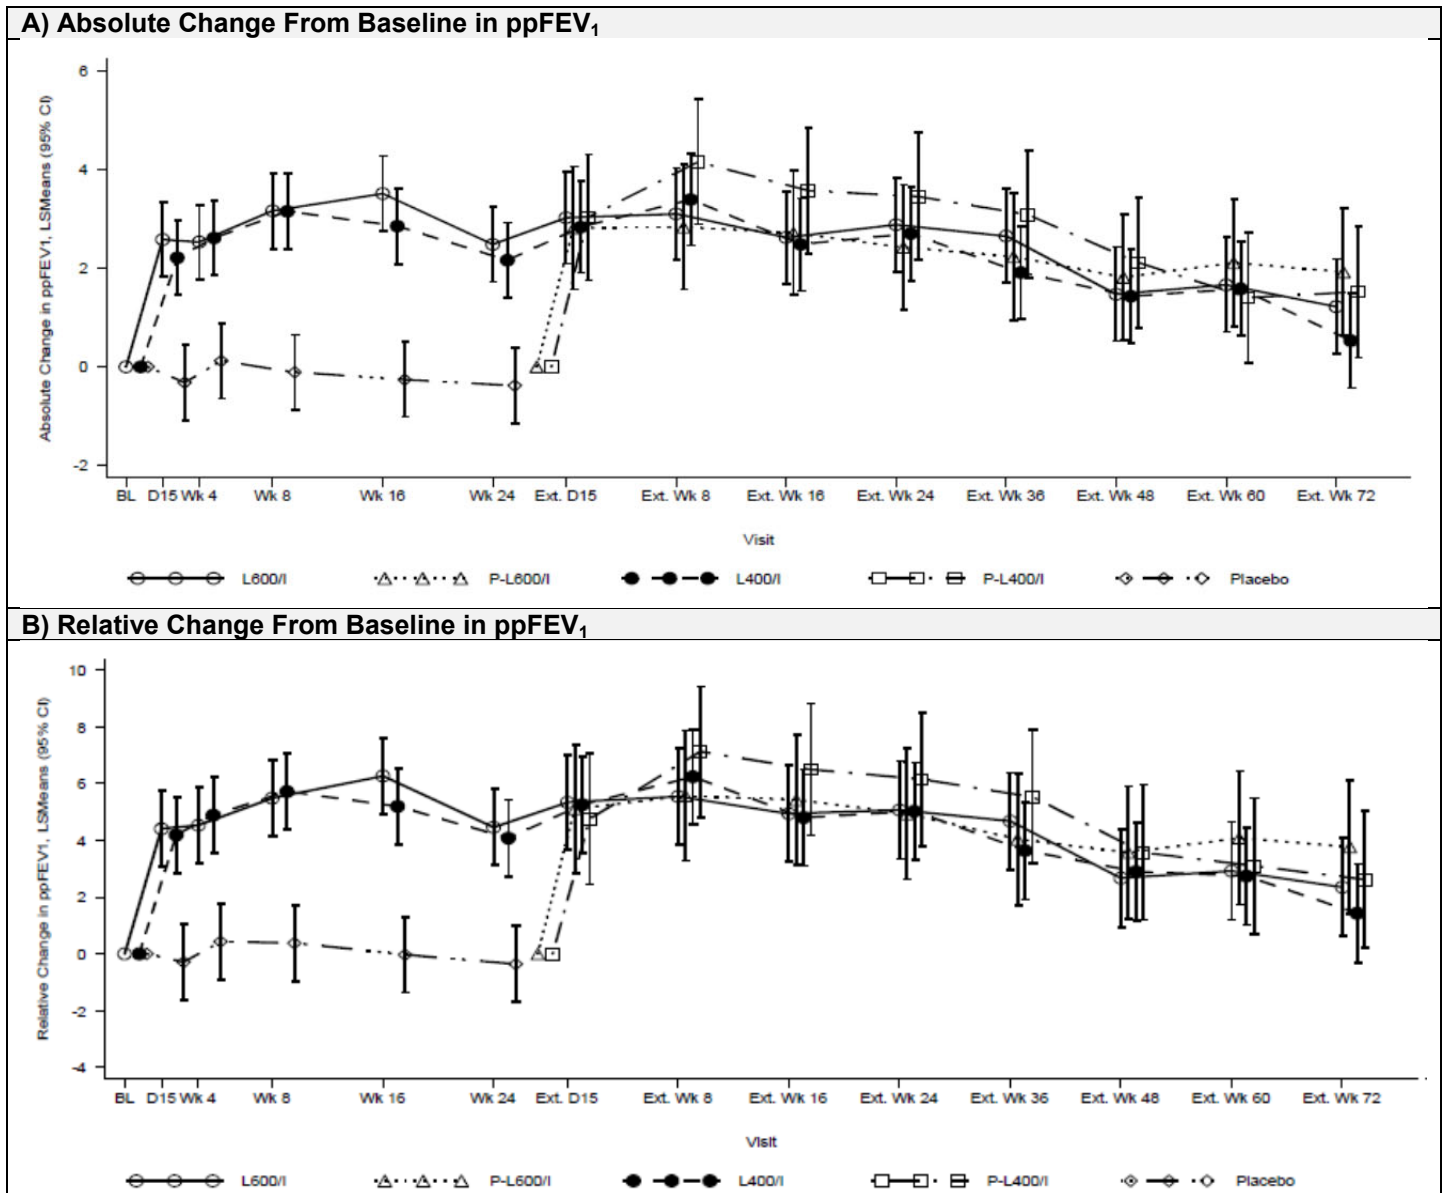 A) Absolute Change From Baseline in ppFEV₁
Absolute Change in ppFEV1, LSMeans (95% CI)
6
4
2
0
-2
BL D15 Wk 4 Wk 8 Wk 16 Wk 24 Ext. D15 Ext. Wk 8 Ext. Wk 16 Ext. Wk 24 Ext. Wk 36 Ext. Wk 48 Ext. Wk 60 Ext. Wk 72
Visit
L600/I P-L600/I L400/I P-L400/I Placebo
B) Relative Change From Baseline in ppFEV₁
Relative Change in ppFEV1, LSMeans (95% CI)
10
8
6
4
2
0
-2
-4
BL D15 Wk 4 Wk 8 Wk 16 Wk 24 Ext. D15 Ext. Wk 8 Ext. Wk 16 Ext. Wk 24 Ext. Wk 36 Ext. Wk 48 Ext. Wk 60 Ext. Wk 72
Visit
L600/I P-L600/I L400/I P-L400/I Placebo